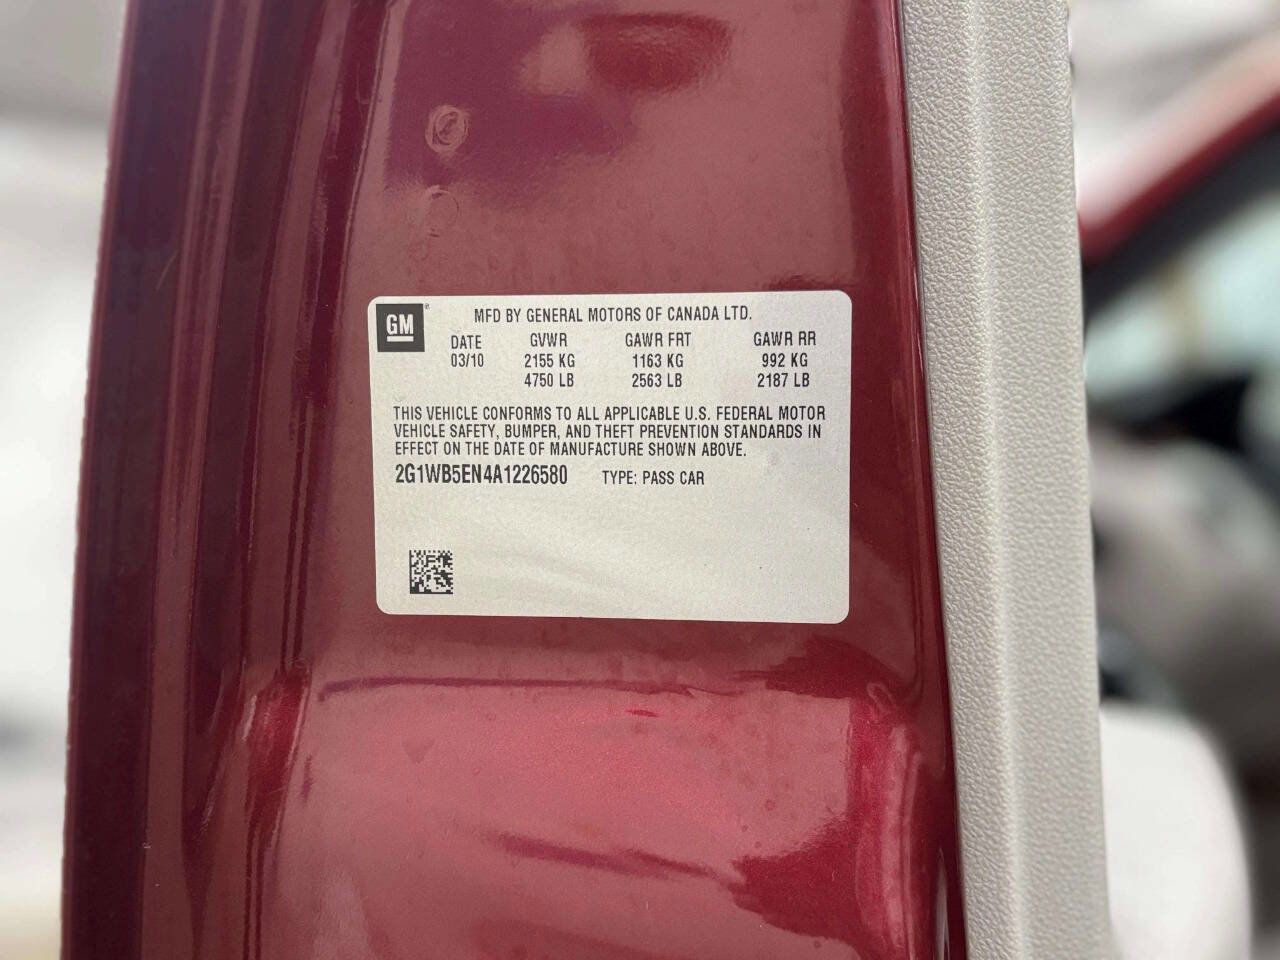 GM
MFD BY GENERAL MOTORS OF CANADA LTD.
DATE GVWR GAWR FRT GAWR RR
03/10 2155 KG 1163 KG 992 KG
4750 LB 2563 LB 2187 LB
THIS VEHICLE CONFORMS TO ALL APPLICABLE U.S. FEDERAL MOTOR
VEHICLE SAFETY, BUMPER, AND THEFT PREVENTION STANDARDS IN
EFFECT ON THE DATE OF MANUFACTURE SHOWN ABOVE.
2G1WB5EN4A1226580 TYPE: PASS CAR